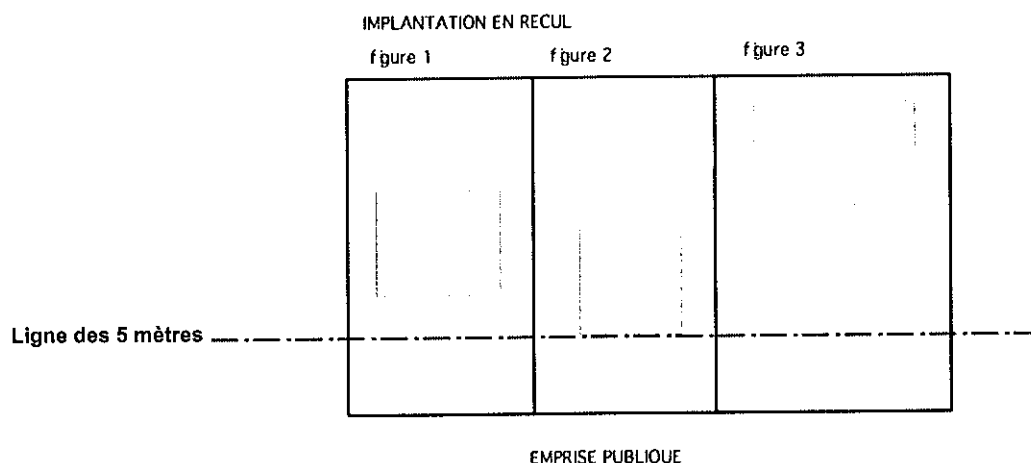 IMPLANTATION EN RECUL
figure 1 figure 2 figure 3
Ligne des 5 mètres
EMPRISE PUBLIQUE